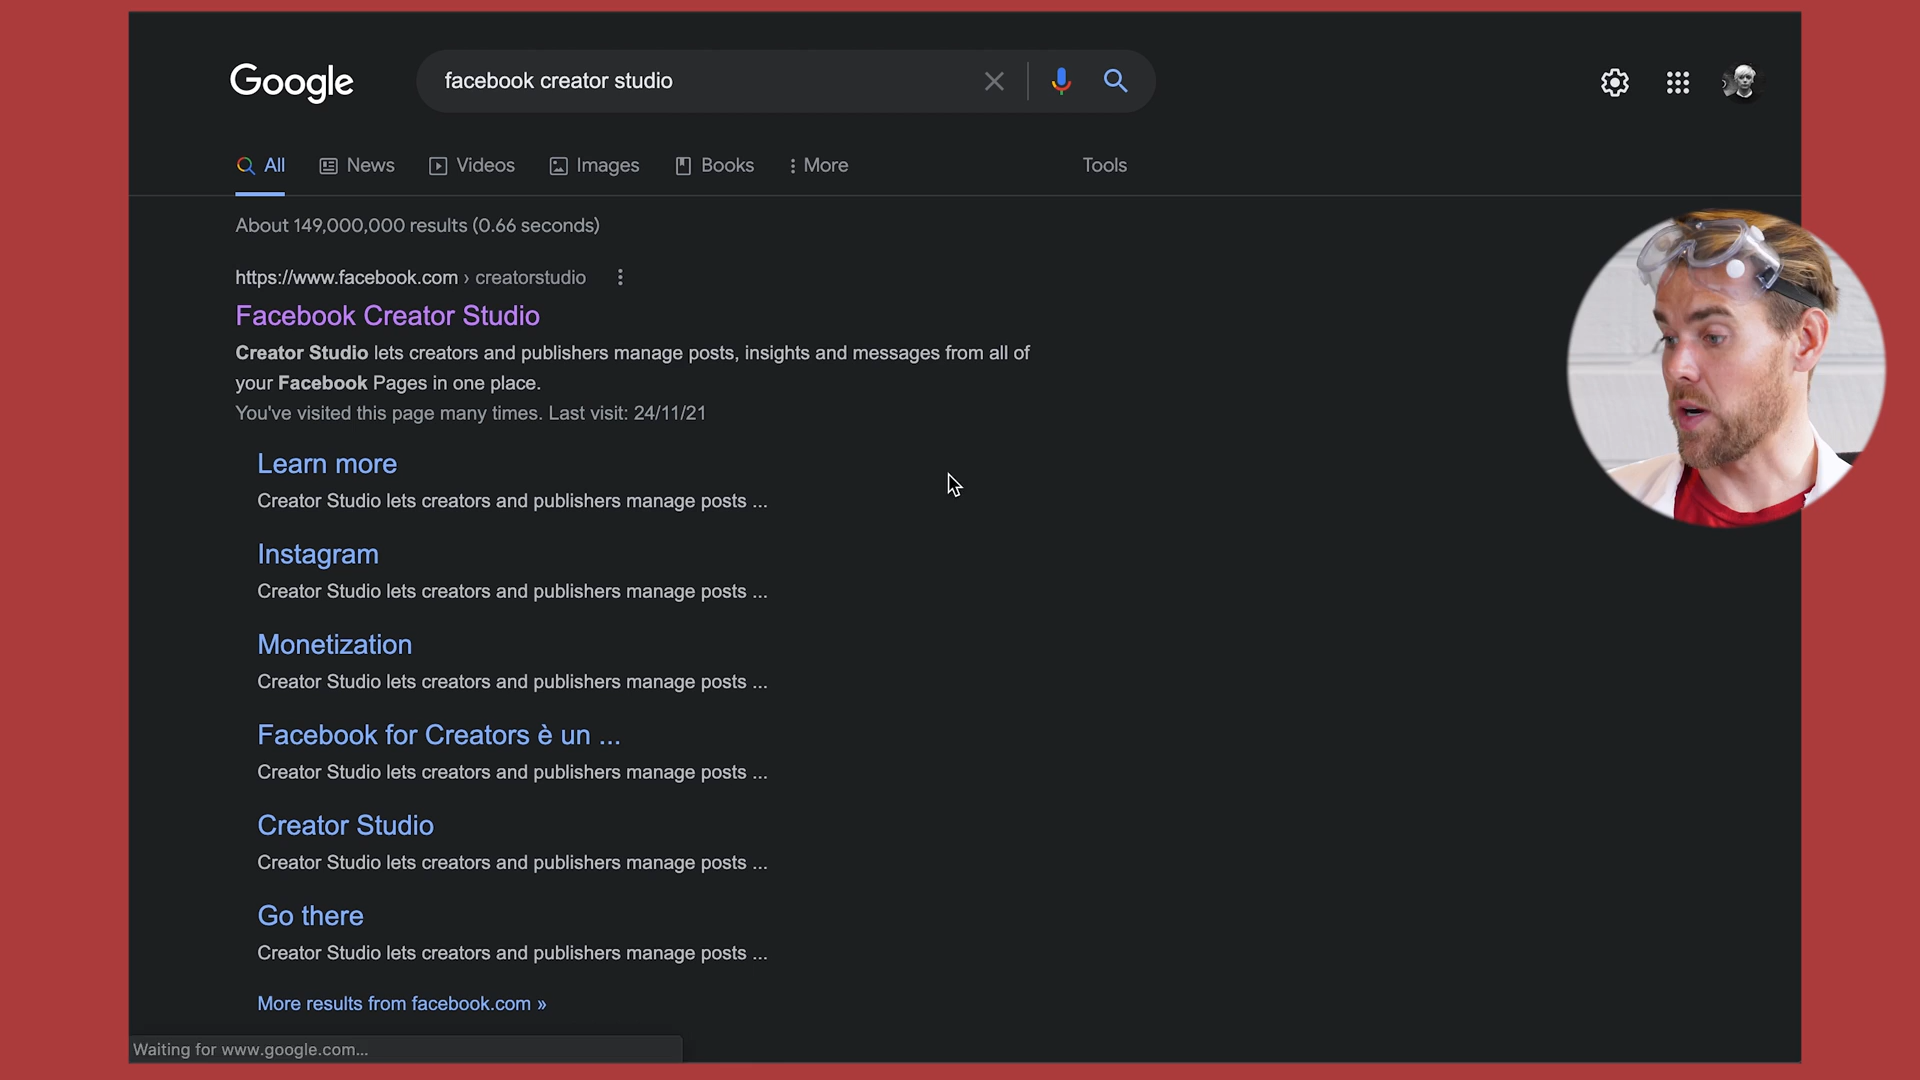 Google
facebook creator studio
All
News
Videos
Images
Books
More
Tools
About 149,000,000 results (0.66 seconds)
https://www.facebook.com › creatorstudio
Facebook Creator Studio
Creator Studio lets creators and publishers manage posts, insights and messages from all of
your Facebook Pages in one place.
You've visited this page many times. Last visit: 24/11/21
Learn more
Creator Studio lets creators and publishers manage posts ...
Instagram
Creator Studio lets creators and publishers manage posts ...
Monetization
Creator Studio lets creators and publishers manage posts ...
Facebook for Creators è un ...
Creator Studio lets creators and publishers manage posts ...
Creator Studio
Creator Studio lets creators and publishers manage posts ...
Go there
Creator Studio lets creators and publishers manage posts ...
More results from facebook.com »
Waiting for www.google.com...